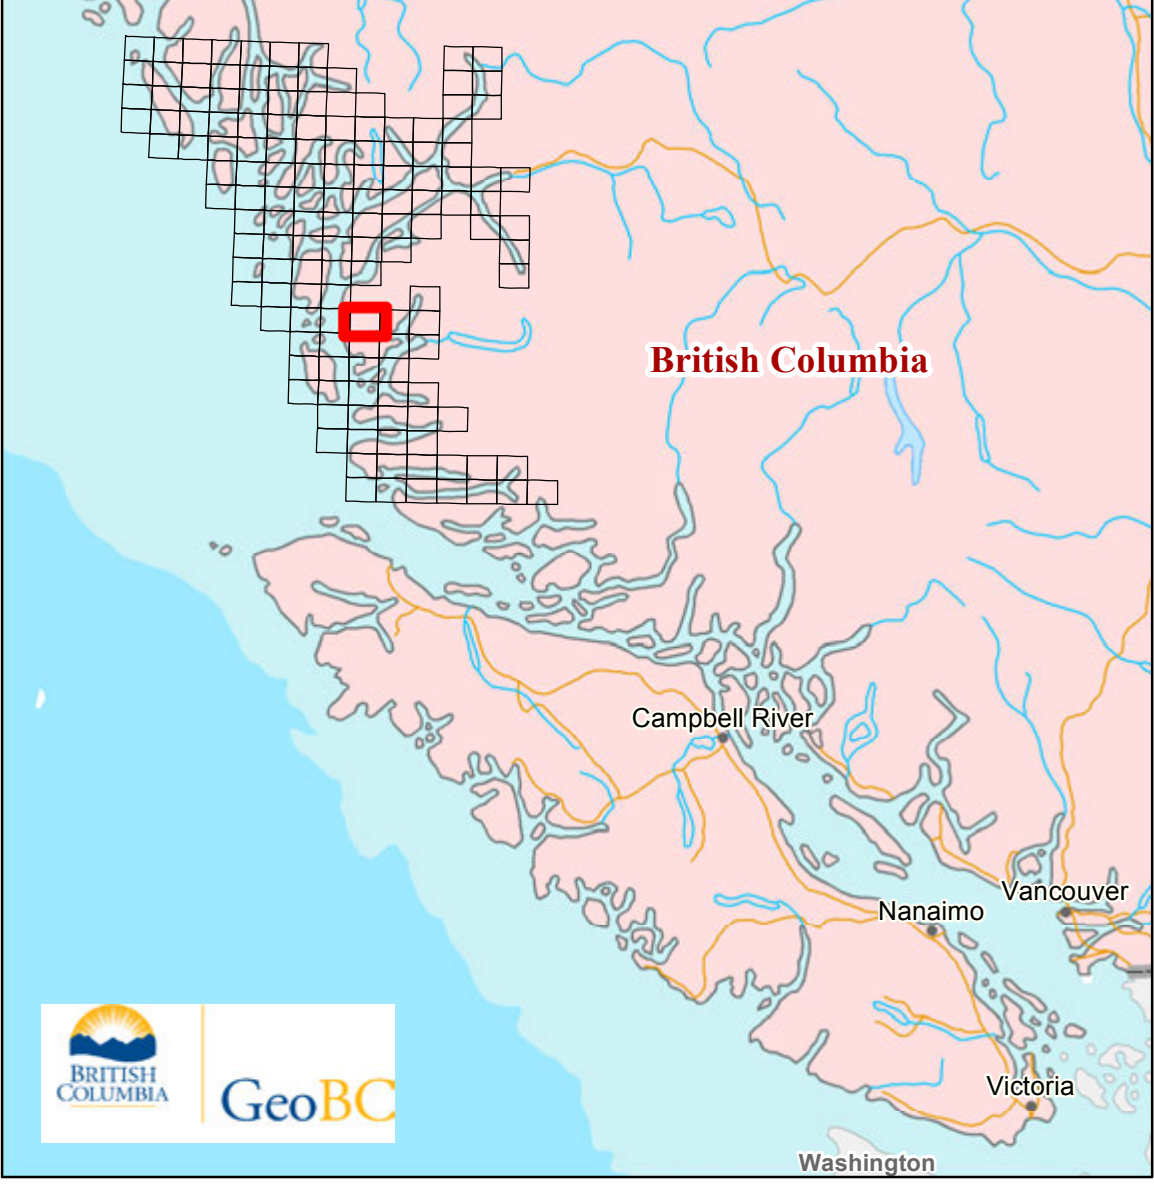 British Columbia
Campbell River
Vancouver
Nanaimo
BRITISH
COLUMBIA
GeoBC
Victoria
Washington